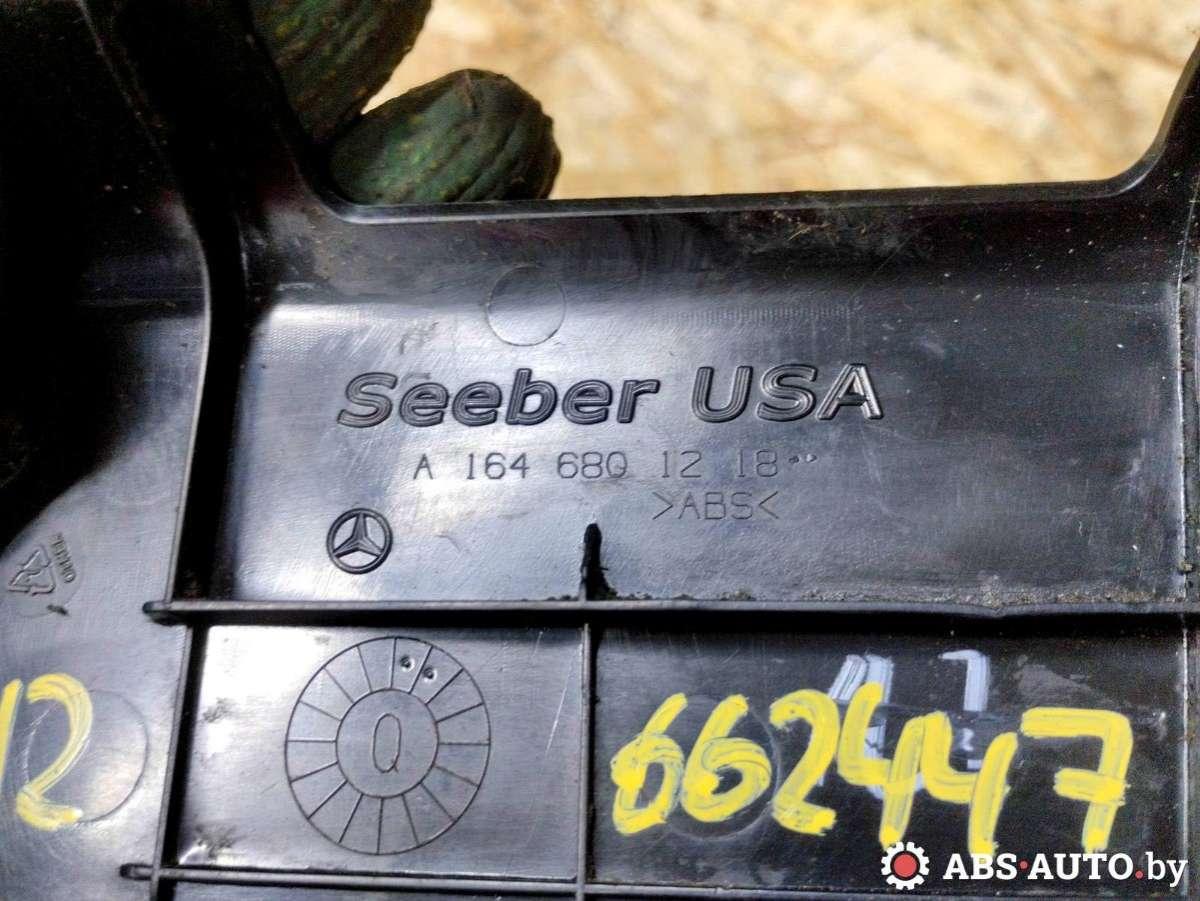 Seeber USA
A 164 680 12 18
>ABS<
Q
12
662447
ABS-AUTO.by